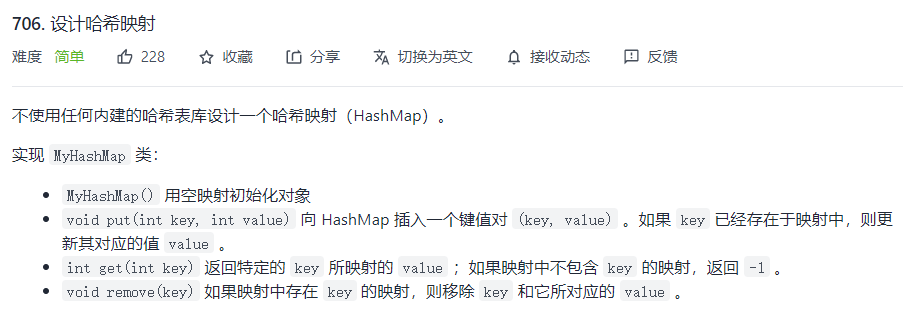 706. 设计哈希映射
难度 简单 228 收藏 分享 切换为英文 接收动态 反馈
不使用任何内建的哈希表库设计一个哈希映射（HashMap）。
实现 MyHashMap 类：
• MyHashMap() 用空映射初始化对象
• void put(int key, int value) 向 HashMap 插入一个键值对 (key, value) 。如果 key 已经存在于映射中，则更
新其对应的值 value 。
• int get(int key) 返回特定的 key 所映射的 value ；如果映射中不包含 key 的映射，返回 -1 。
• void remove(key) 如果映射中存在 key 的映射，则移除 key 和它所对应的 value 。